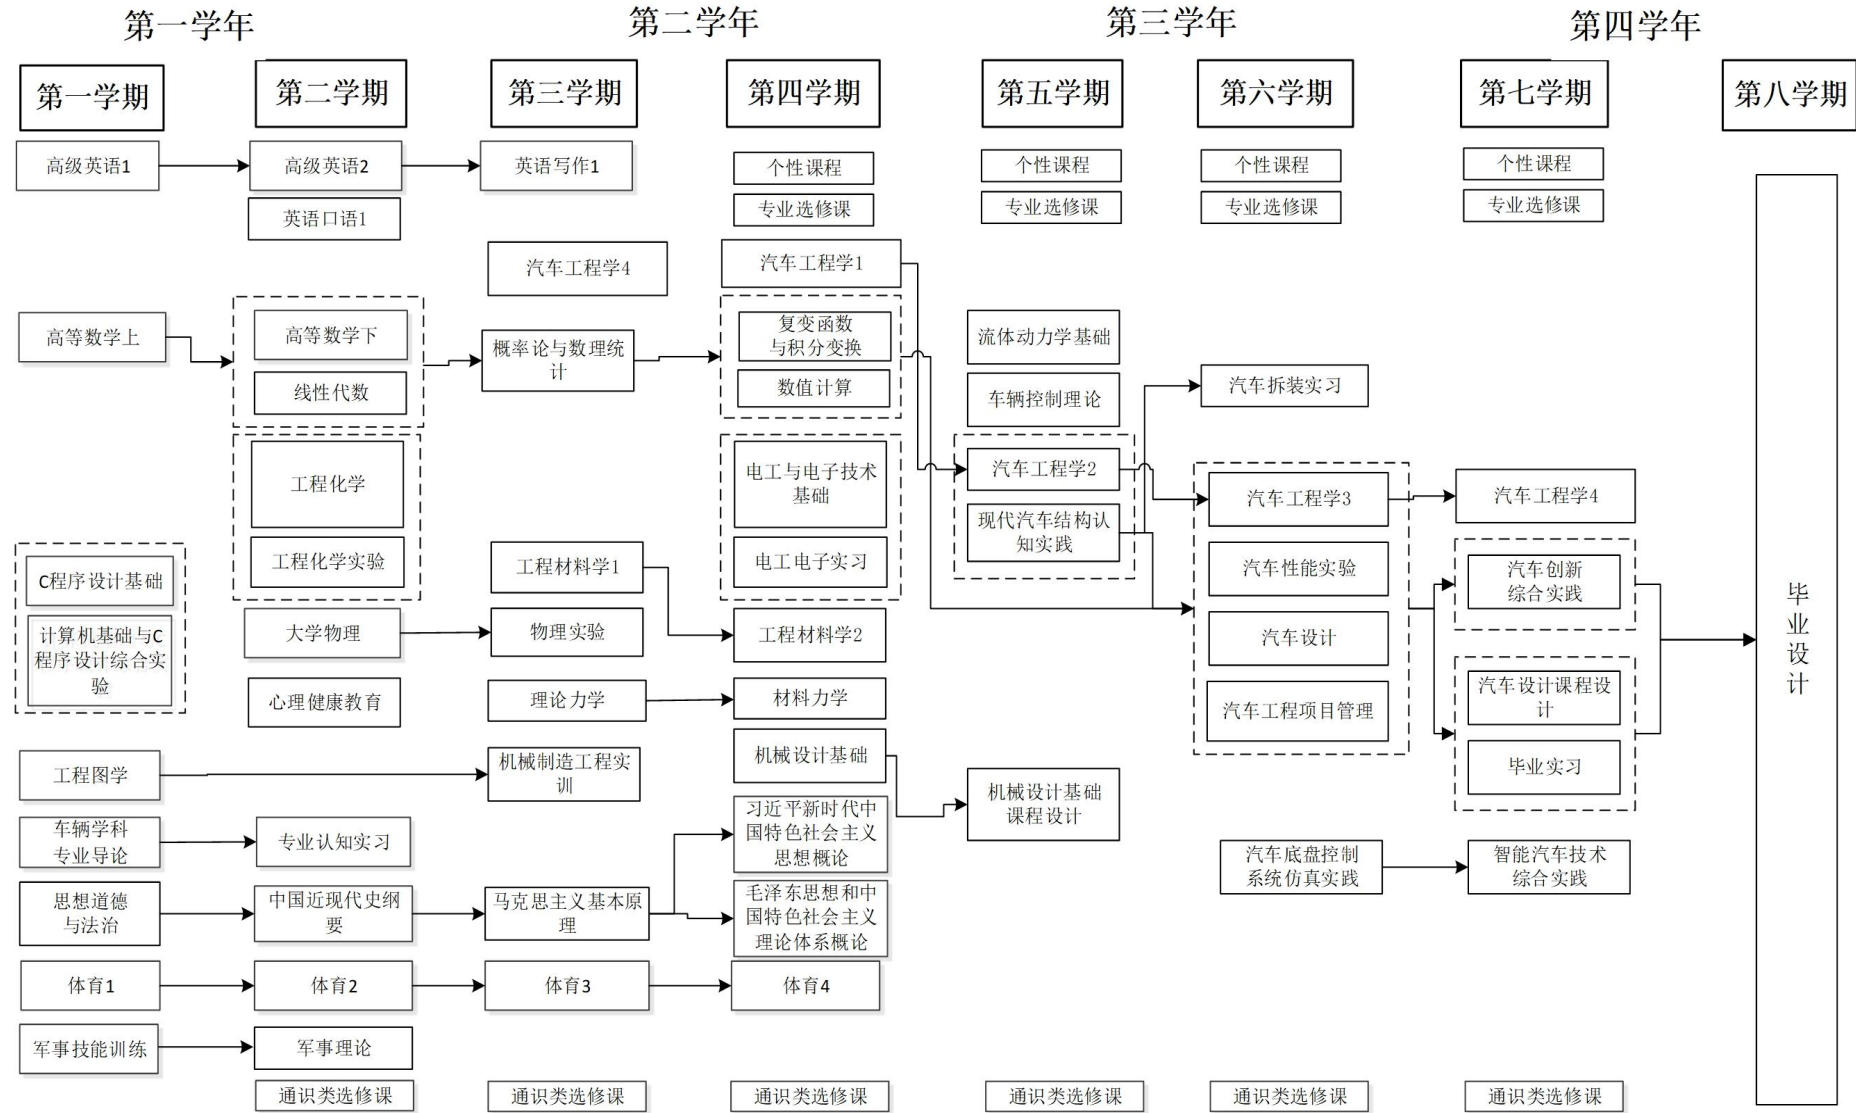 第一学年
第二学年
第三学年
第四学年
第一学期
第二学期
第三学期
第四学期
第五学期
第六学期
第七学期
第八学期
高级英语1
高级英语2
英语写作1
个性课程
个性课程
个性课程
个性课程
英语口语1
专业选修课
专业选修课
专业选修课
专业选修课
汽车工程学4
汽车工程学1
高等数学上
高等数学下
线性代数
概率论与数理统
计
复变函数
与积分变换
数值计算
流体动力学基础
车辆控制理论
汽车拆装实习
工程化学
工程化学实验
电工与电子技术
基础
电工电子实习
汽车工程学2
现代汽车结构认
知实践
汽车工程学3
汽车性能实验
汽车设计
汽车工程项目管理
汽车工程学4
汽车创新
综合实践
汽车设计课程设
计
毕业实习
毕
业
设
计
C程序设计基础
计算机基础与C
程序设计综合实
验
工程材料学1
工程材料学2
大学物理
物理实验
心理健康教育
理论力学
材料力学
工程图学
机械制造工程实
训
机械设计基础
机械设计基础
课程设计
车辆学科
专业导论
专业认知实习
习近平新时代中
国特色社会主义
思想概论
汽车底盘控制
系统仿真实践
智能汽车技术
综合实践
思想道德
与法治
中国近现代史纲
要
马克思主义基本原
理
毛泽东思想和中
国特色社会主义
理论体系概论
体育1
体育2
体育3
体育4
军事技能训练
军事理论
通识类选修课
通识类选修课
通识类选修课
通识类选修课
通识类选修课
通识类选修课